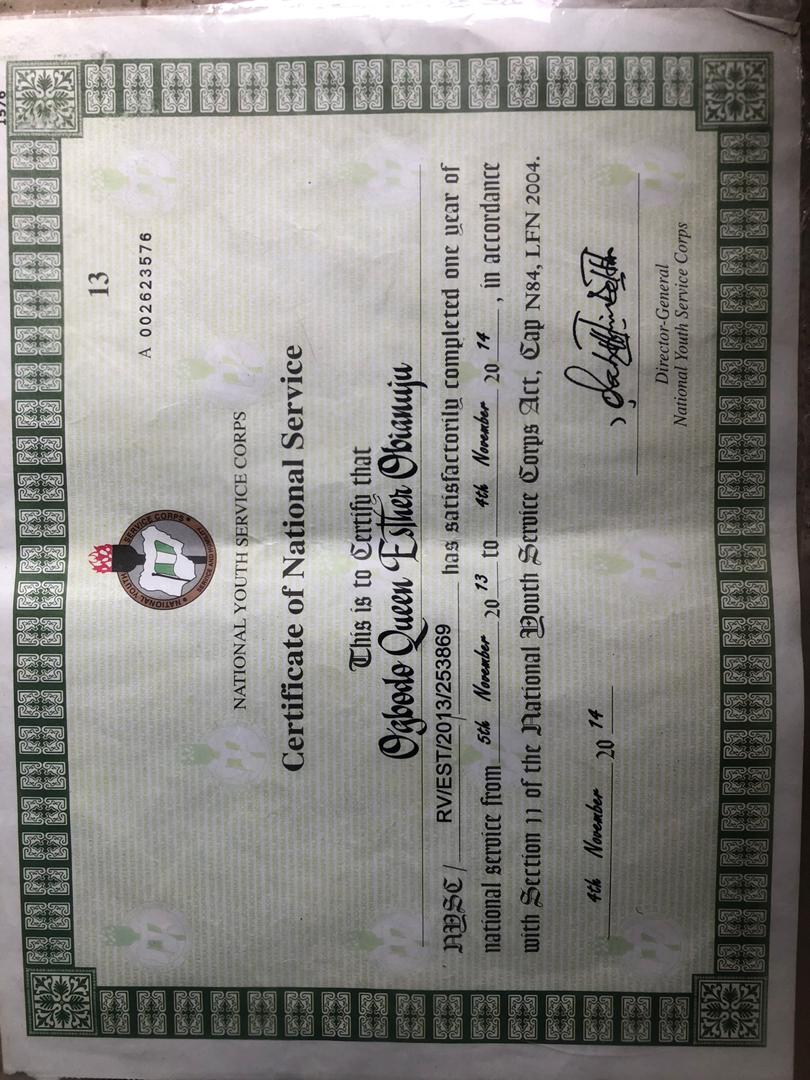 13
A 002623576
NATIONAL YOUTH SERVICE CORPS
NATIONAL YOUTH SERVICE CORPS
Certificate of National Service
This is to Certify that
Ogbodo Queen Esther Obianuju
NYSC/ RV/EST/2013/253869 has satisfactorily completed one year of
national service from 5th November 20 13 to 4th November 20 14, in accordance
with Section 11 of the National Youth Service Corps Act, Cap N84, LFN 2004.
4th November 20 14
Director-General
National Youth Service Corps